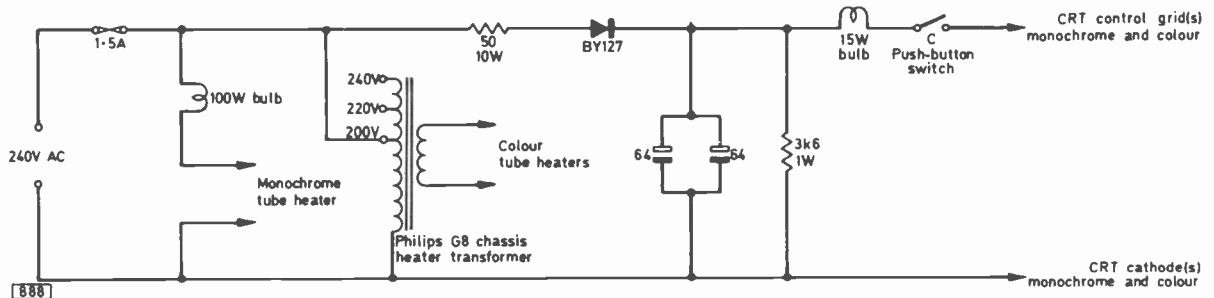 1·5A
50
10W
BY127
15W
bulb
C
Push-button
switch
CRT control grid(s)
monochrome and colour
100W bulb
240V
220V
200V
240V AC
Monochrome
tube heater
Colour
tube heaters
64
64
3k6
1W
Philips G8 chassis
heater transformer
CRT cathode(s)
monochrome and colour
888